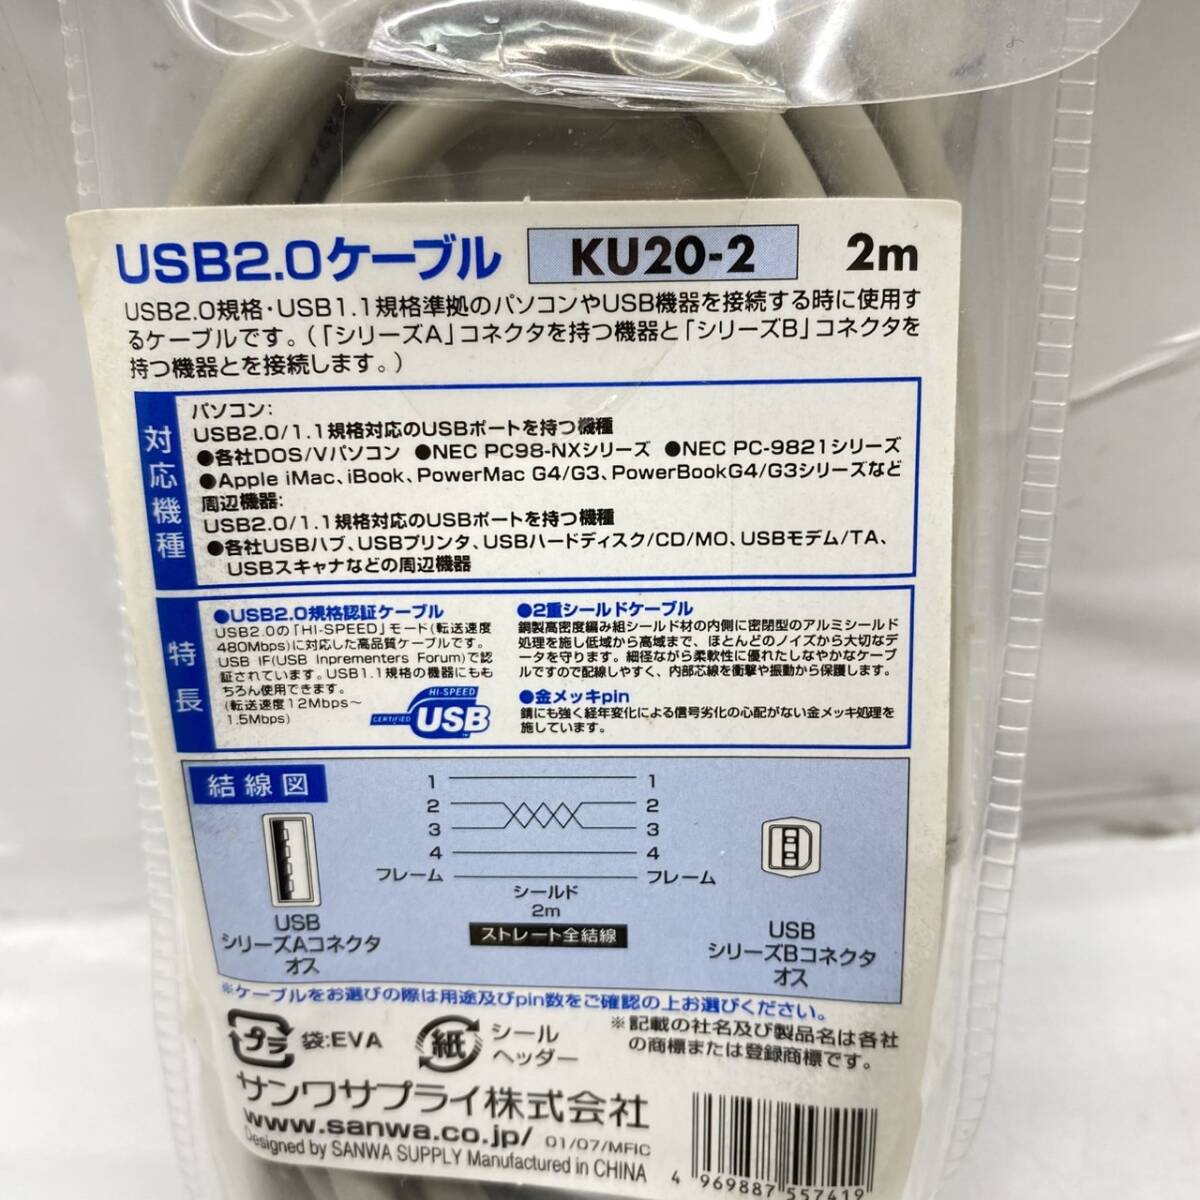 USB2.0ケーブル KU20-2 2m
USB2.0規格・USB1.1規格準拠のパソコンやUSB機器を接続する時に使用す
るケーブルです。(「シリーズA」コネクタを持つ機器と「シリーズB」コネクタを
持つ機器とを接続します。)
対応機種
パソコン:
USB2.0/1.1規格対応のUSBポートを持つ機種
●各社DOS/Vパソコン ●NEC PC98-NXシリーズ ●NEC PC-9821シリーズ
●Apple iMac、iBook、PowerMac G4/G3、PowerBookG4/G3シリーズなど
周辺機器:
USB2.0/1.1規格対応のUSBポートを持つ機種
●各社USBハブ、USBプリンタ、USBハードディスク/CD/MO、USBモデム/TA、
USBスキャナなどの周辺機器
特長
●USB2.0規格認証ケーブル
USB2.0の「HI-SPEED」モード(転送速度
480Mbps)に対応した高品質ケーブルです。
USB IF(USB Inprementers Forum)で認
証されています。USB1.1規格の機器にもも
ちろん使用できます。
(転送速度12Mbps～
1.5Mbps)
HI-SPEED
CERTIFIED USB
TM
●2重シールドケーブル
銅製高密度編み組シールド材の内側に密閉型のアルミシールド
処理を施し低域から高域まで、ほとんどのノイズから大切なデ
ータを守ります。細径ながら柔軟性に優れたしなやかなケーブ
ルですので配線しやすく、内部芯線を衝撃や振動から保護します。
●金メッキpin
錆にも強く経年変化による信号劣化の心配がない金メッキ処理を
施しています。
結線図
1 1
2 2
3 3
4 4
フレーム フレーム
シールド
2m
ストレート全結線
USB
シリーズAコネクタ
オス
USB
シリーズBコネクタ
オス
※ケーブルをお選びの際は用途及びpin数をご確認の上お選びください。
プラ 袋:EVA
紙 シール
ヘッダー
※記載の社名及び製品名は各社
の商標または登録商標です。
サンワサプライ株式会社
www.sanwa.co.jp/ 01/07/MFIC
Designed by SANWA SUPPLY Manufactured in CHINA
4 969887 557419